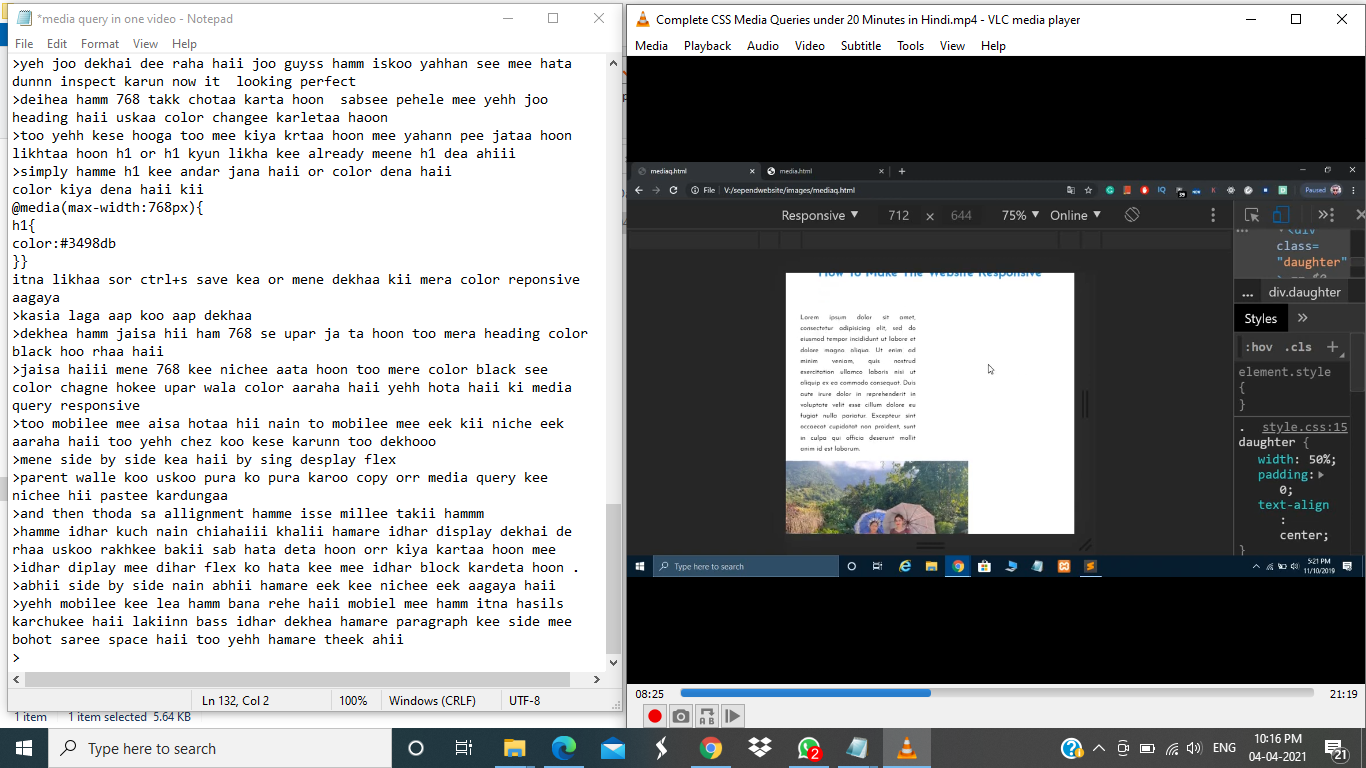 *media query in one video - Notepad
File Edit Format View Help
>yeh joo dekhai dee raha haii joo guyss hamm iskoo yahhan see mee hata
dunnn inspect karun now it  looking perfect
>deihea hamm 768 takk chotaa karta hoon  sabsee pehele mee yehh joo
heading haii uskaa color changee karletaa haoon
>too yehh kese hooga too mee kiya krtaa hoon mee yahann pee jataa hoon
likhtaa hoon h1 or h1 kyun likha kee already meene h1 dea ahiii
>simply hamme h1 kee andar jana haii or color dena haii
color kiya dena haii kii
@media(max-width:768px){
h1{
color:#3498db
}}
itna likhaa sor ctrl+s save kea or mene dekhaa kii mera color reponsive
aagaya
>kasia laga aap koo aap dekhaa
>dekhea hamm jaisa hii ham 768 se upar ja ta hoon too mera heading color
black hoo rhaa haii
>jaisa haiii mene 768 kee nichee aata hoon too mere color black see
color chagne hokee upar wala color aaraha haii yehh hota haii ki media
query responsive
>too mobilee mee aisa hotaa hii nain to mobilee mee eek kii niche eek
aaraha haii too yehh chez koo kese karunn too dekhooo
>mene side by side kea haii by sing desplay flex
>parent walle koo uskoo pura ko pura karoo copy orr media query kee
nichee hii pastee kardungaa
>and then thoda sa allignment hamme isse millee takii hammm
>hamme idhar kuch nain chiahaiii khalii hamare idhar display dekhai de
rhaa uskoo rakhkee bakii sab hata deta hoon orr kiya kartaa hoon mee
>idhar diplay mee dihar flex ko hata kee mee idhar block kardeta hoon .
>abhii side by side nain abhii hamare eek kee nichee eek aagaya haii
>yehh mobilee kee lea hamm bana rehe haii mobiel mee hamm itna hasils
karchukee haii lakiinn bass idhar dekhea hamare paragraph kee side mee
bohot saree space haii too yehh hamare theek ahii
>
Ln 132, Col 2 100% Windows (CRLF) UTF-8
1 item 1 item selected 5.64 KB
Complete CSS Media Queries under 20 Minutes in Hindi.mp4 - VLC media player
Media Playback Audio Video Subtitle Tools View Help
mediaq.html media.html
File V:/sependwebsite/images/mediaq.html Paused
Responsive 712 × 644 75% Online
How To Make The Website Responsive
Lorem ipsum dolor sit amet,
consectetur adipisicing elit, sed do
eiusmod tempor incididunt ut labore et
dolore magna aliqua. Ut enim ad
minim veniam, quis nostrud
exercitation ullamco laboris nisi ut
aliquip ex ea commodo consequat. Duis
aute irure dolor in reprehenderit in
voluptate velit esse cillum dolore eu
fugiat nulla pariatur. Excepteur sint
occaecat cupidatat non proident, sunt
in culpa qui officia deserunt mollit
anim id est laborum.
<div
class=
"daughter"
... div.daughter
Styles »
:hov .cls +
element.style
{
}
. style.css:15
daughter {
width: 50%;
padding:
0;
text-align
:
center;
}
Type here to search
5:21 PM
11/10/2019
08:25 21:19
Type here to search
2
ENG
10:16 PM
04-04-2021
21